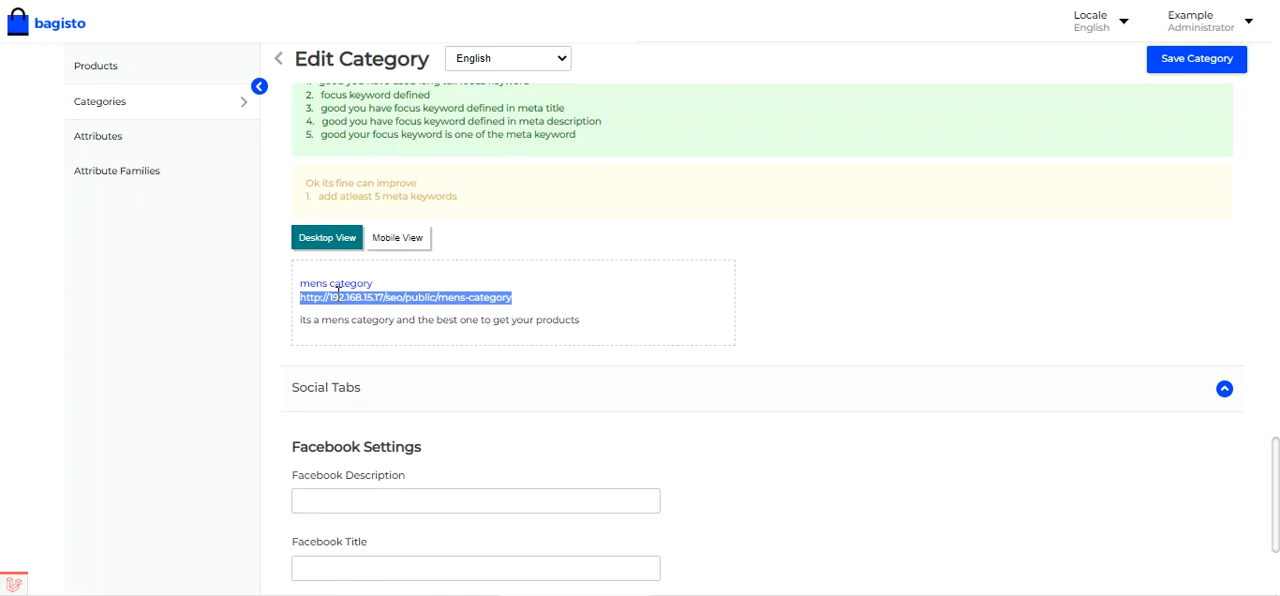 bagisto
Locale
English
Example
Administrator
Products
Categories
Attributes
Attribute Families
Edit Category
English
Save Category
2. focus keyword defined
3. good you have focus keyword defined in meta title
4. good you have focus keyword defined in meta description
5. good your focus keyword is one of the meta keyword
Ok its fine can improve
1. add atleast 5 meta keywords
Desktop View
Mobile View
mens category
http://192.168.15.17/seo/public/mens-category
its a mens category and the best one to get your products
Social Tabs
Facebook Settings
Facebook Description
Facebook Title